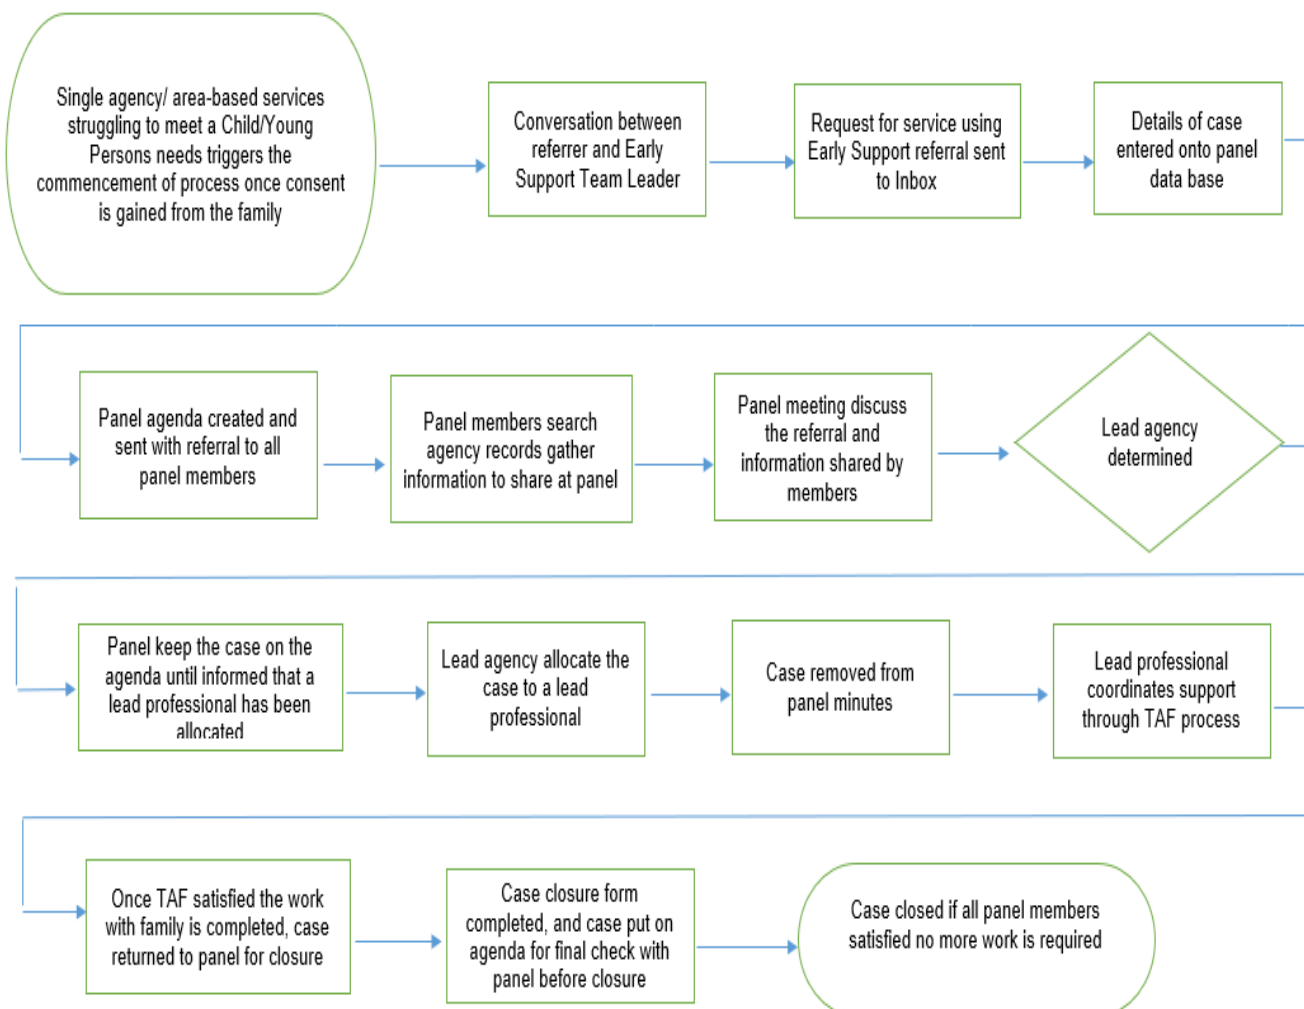 Single agency/ area-based services
struggling to meet a Child/Young
Persons needs triggers the
commencement of process once consent
is gained from the family
Conversation between
referrer and Early
Support Team Leader
Request for service using
Early Support referral sent
to Inbox
Details of case
entered onto panel
data base
Panel agenda created and
sent with referral to all
panel members
Panel members search
agency records gather
information to share at panel
Panel meeting discuss
the referral and
information shared by
members
Lead agency
determined
Panel keep the case on the
agenda until informed that a
lead professional has been
allocated
Lead agency allocate the
case to a lead
professional
Case removed from
panel minutes
Lead professional
coordinates support
through TAF process
Once TAF satisfied the work
with family is completed, case
returned to panel for closure
Case closure form
completed, and case put on
agenda for final check with
panel before closure
Case closed if all panel members
satisfied no more work is required